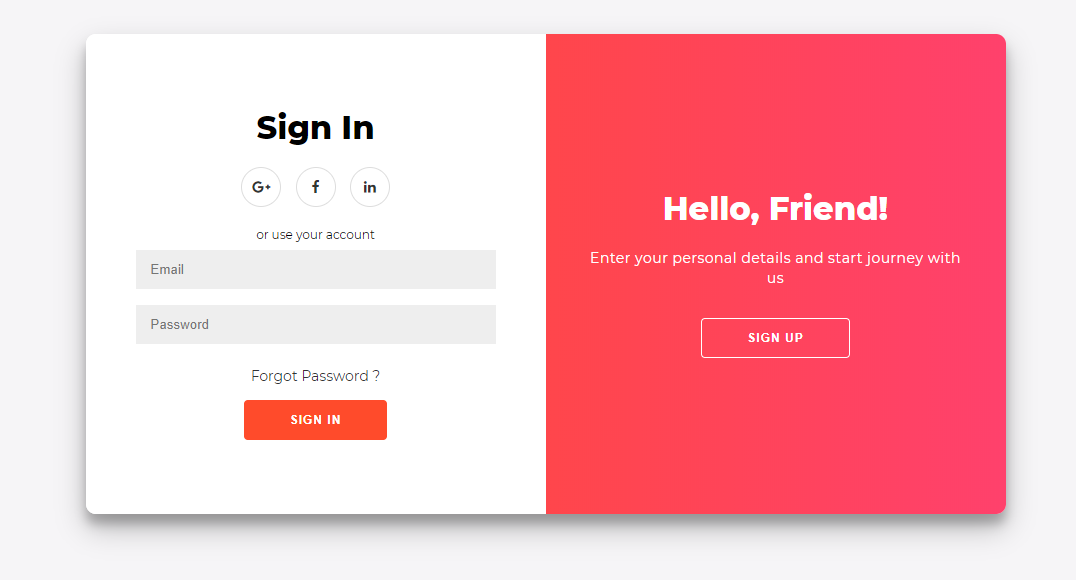 Sign In
G+ f in
or use your account
Email
Password
Forgot Password ?
SIGN IN
Hello, Friend!
Enter your personal details and start journey with
us
SIGN UP